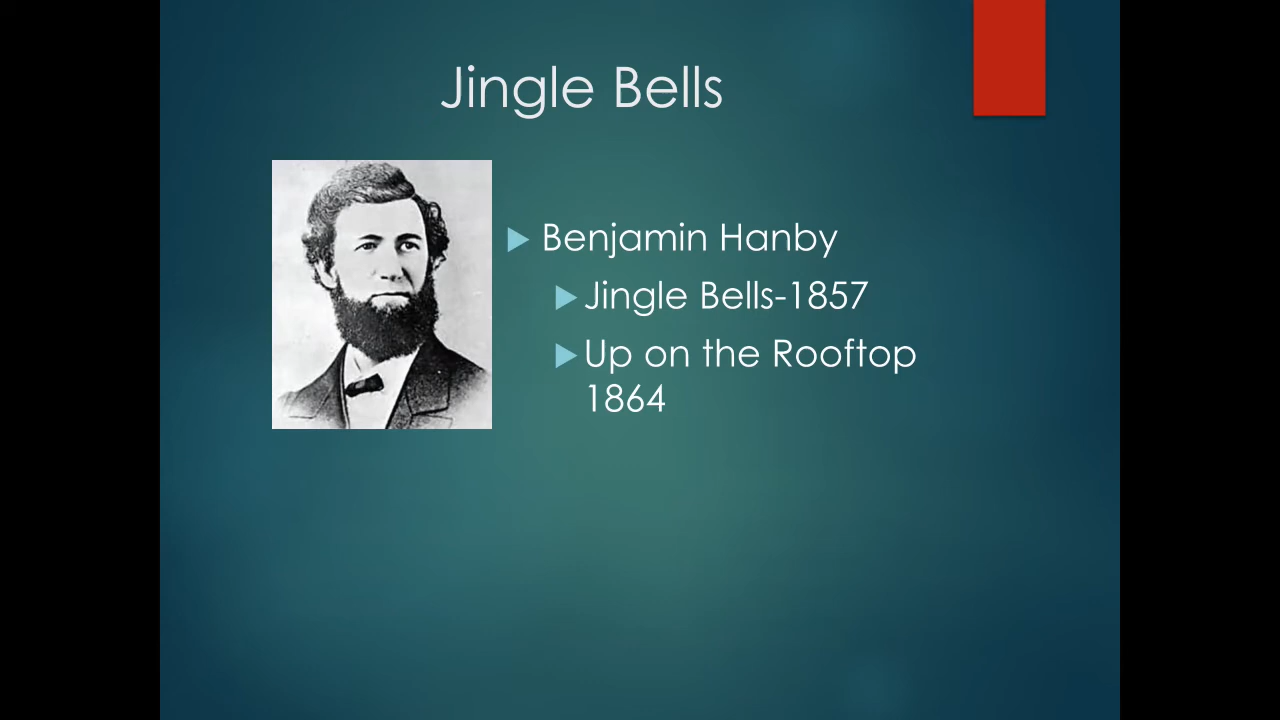 Jingle Bells
Benjamin Hanby
Jingle Bells-1857
Up on the Rooftop
1864